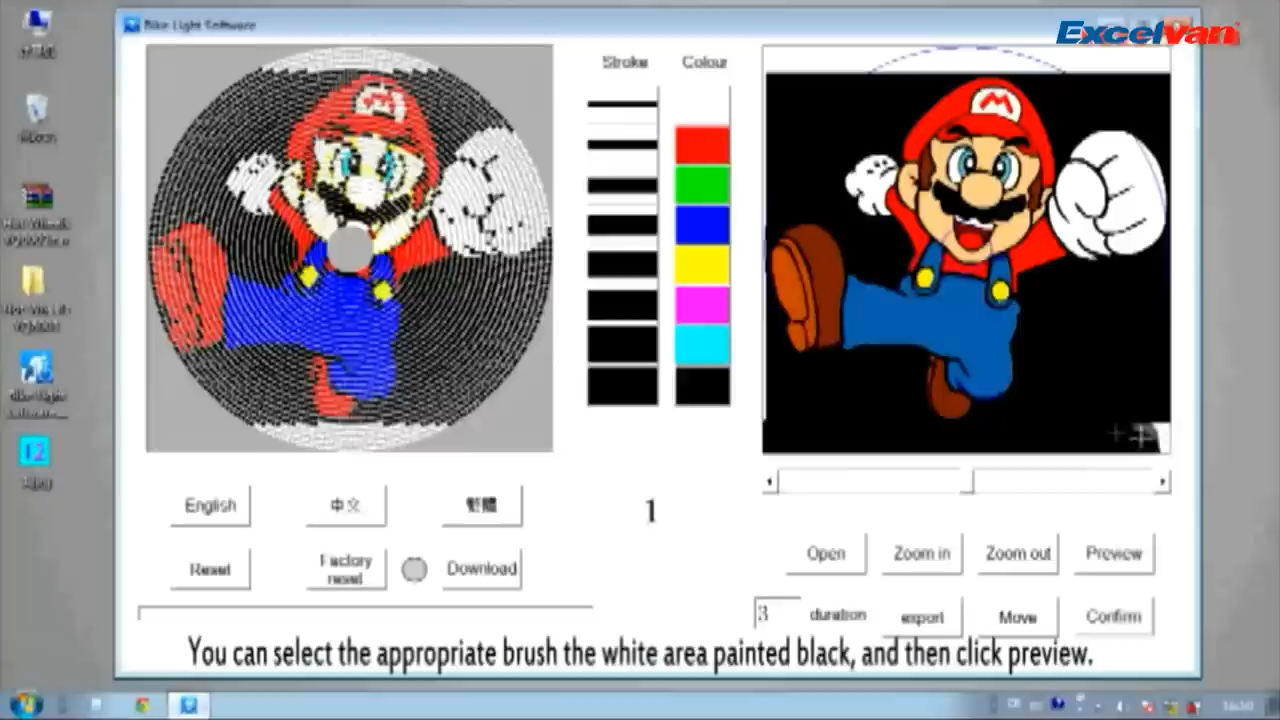 Bike Light Software
ExcelVan
Stroke
Colour
M
M
English
中文
繁體
1
Reset
Factory
reset
Download
Open
Zoom in
Zoom out
Preview
3
duration
export
Move
Confirm
You can select the appropriate brush the white area painted black, and then click preview.